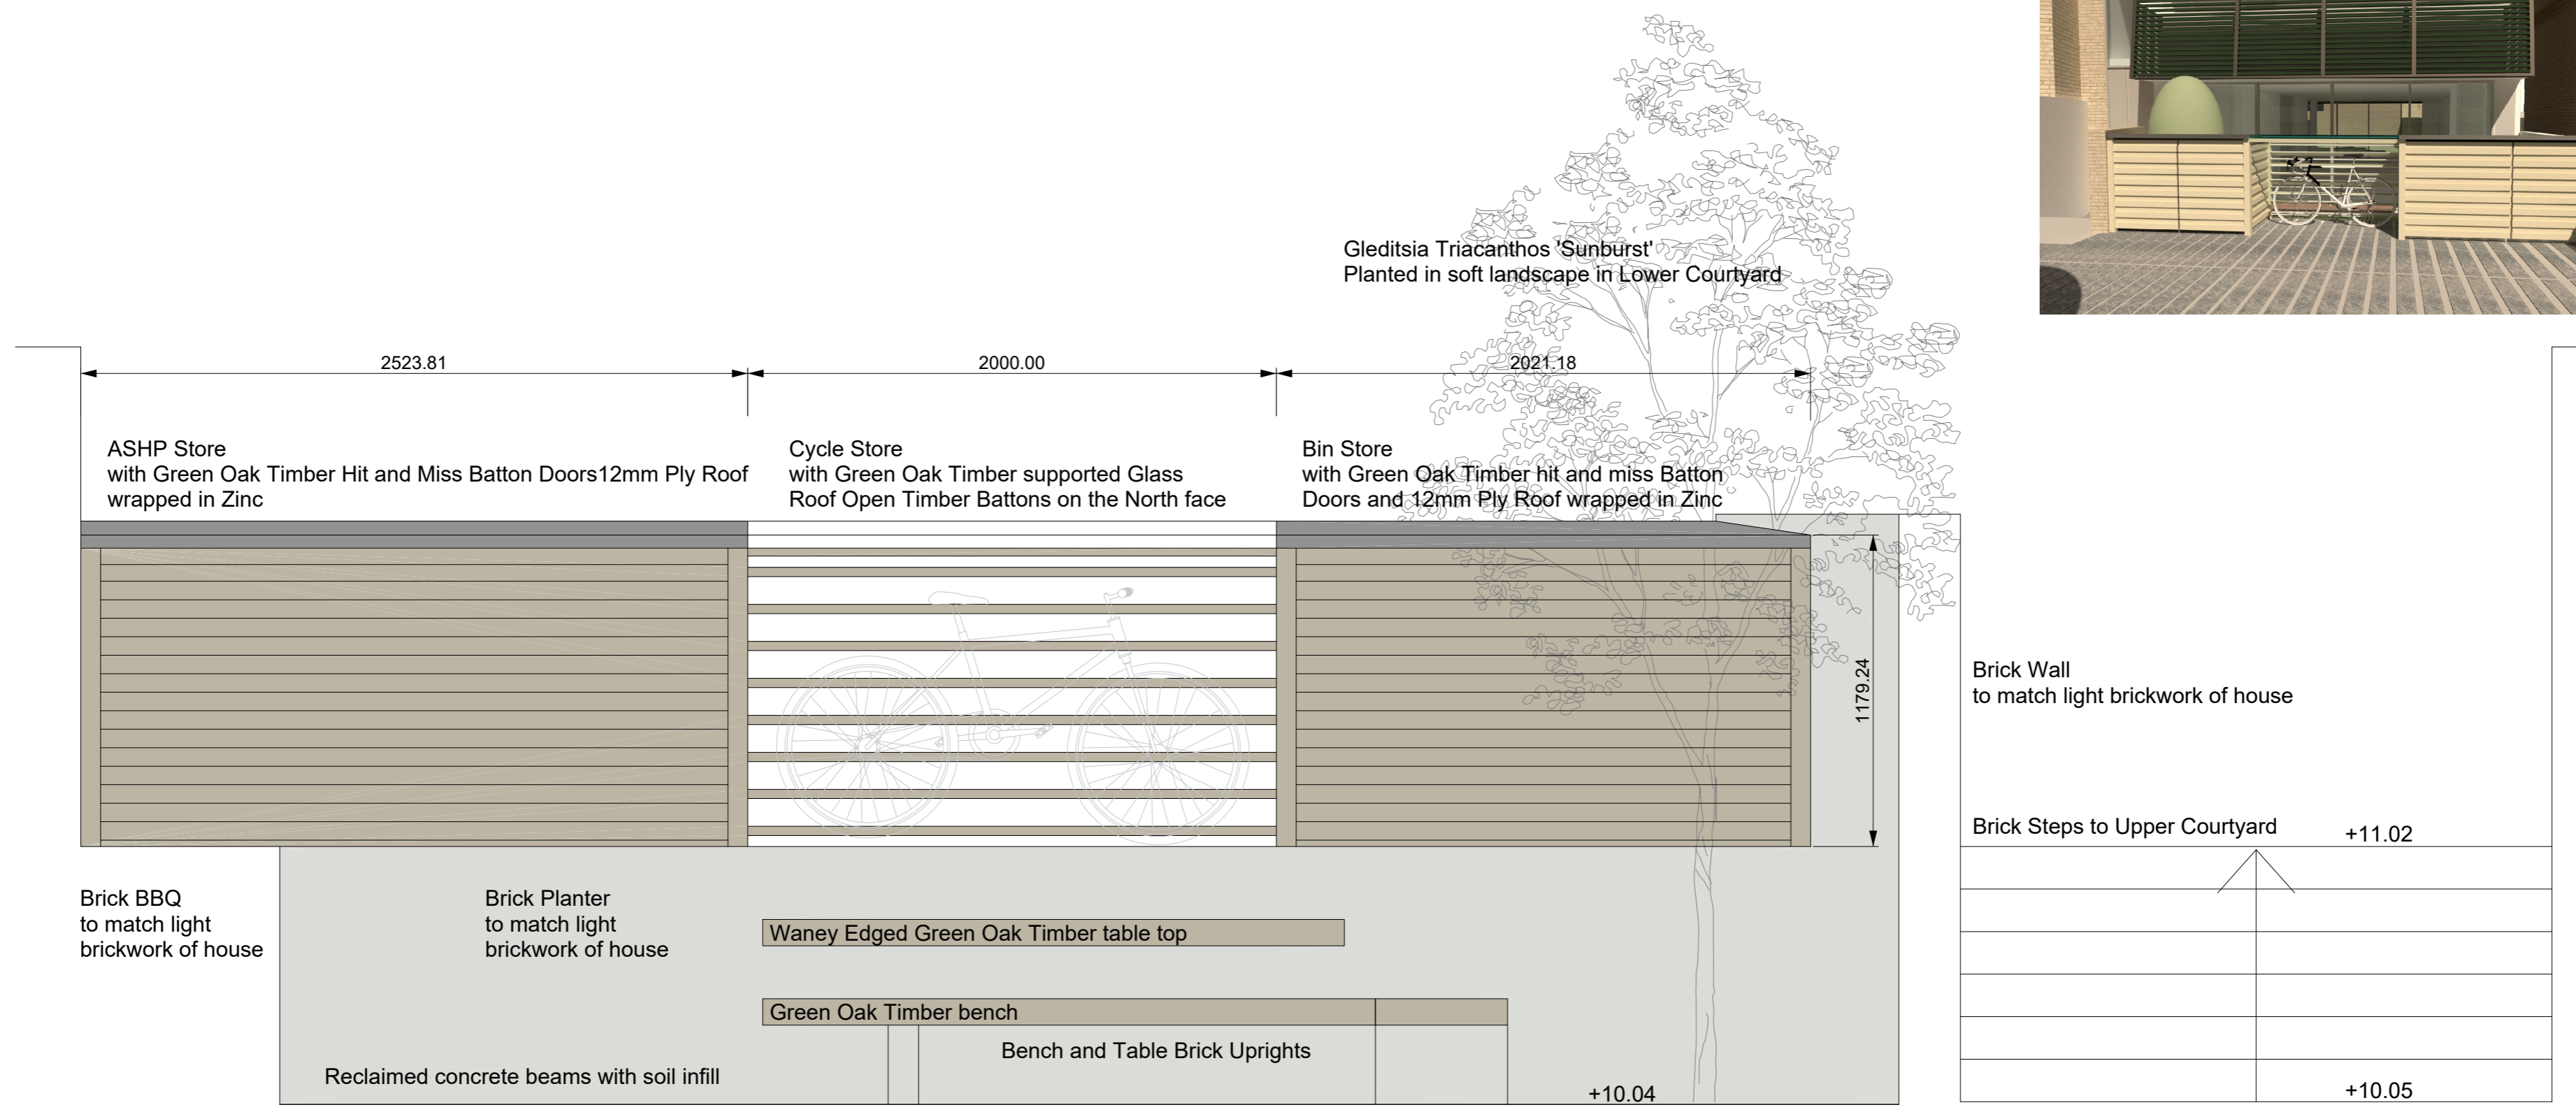 Gleditsia Triacanthos 'Sunburst'
Planted in soft landscape in Lower Courtyard
2523.81
2000.00
2021.18
ASHP Store
with Green Oak Timber Hit and Miss Batton Doors12mm Ply Roof
wrapped in Zinc
Cycle Store
with Green Oak Timber supported Glass
Roof Open Timber Battons on the North face
Bin Store
with Green Oak Timber hit and miss Batton
Doors and 12mm Ply Roof wrapped in Zinc
1179.24
Brick Wall
to match light brickwork of house
Brick Steps to Upper Courtyard
+11.02
Brick BBQ
to match light
brickwork of house
Brick Planter
to match light
brickwork of house
Waney Edged Green Oak Timber table top
Green Oak Timber bench
Bench and Table Brick Uprights
Reclaimed concrete beams with soil infill
+10.04
+10.05